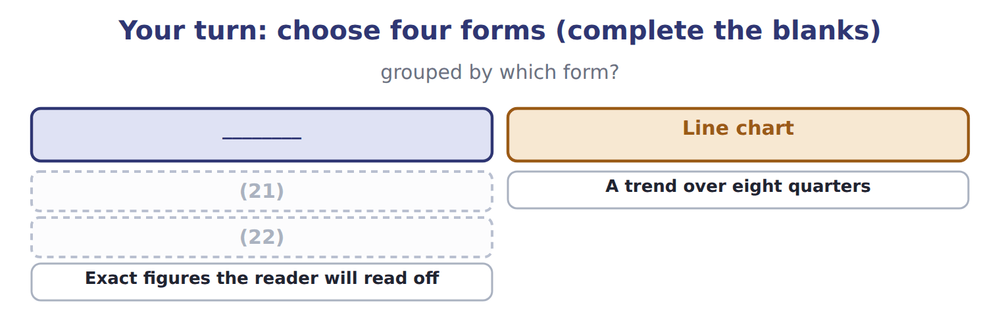 Your turn: choose four forms (complete the blanks)
grouped by which form?
________
Line chart
(21)
A trend over eight quarters
(22)
Exact figures the reader will read off